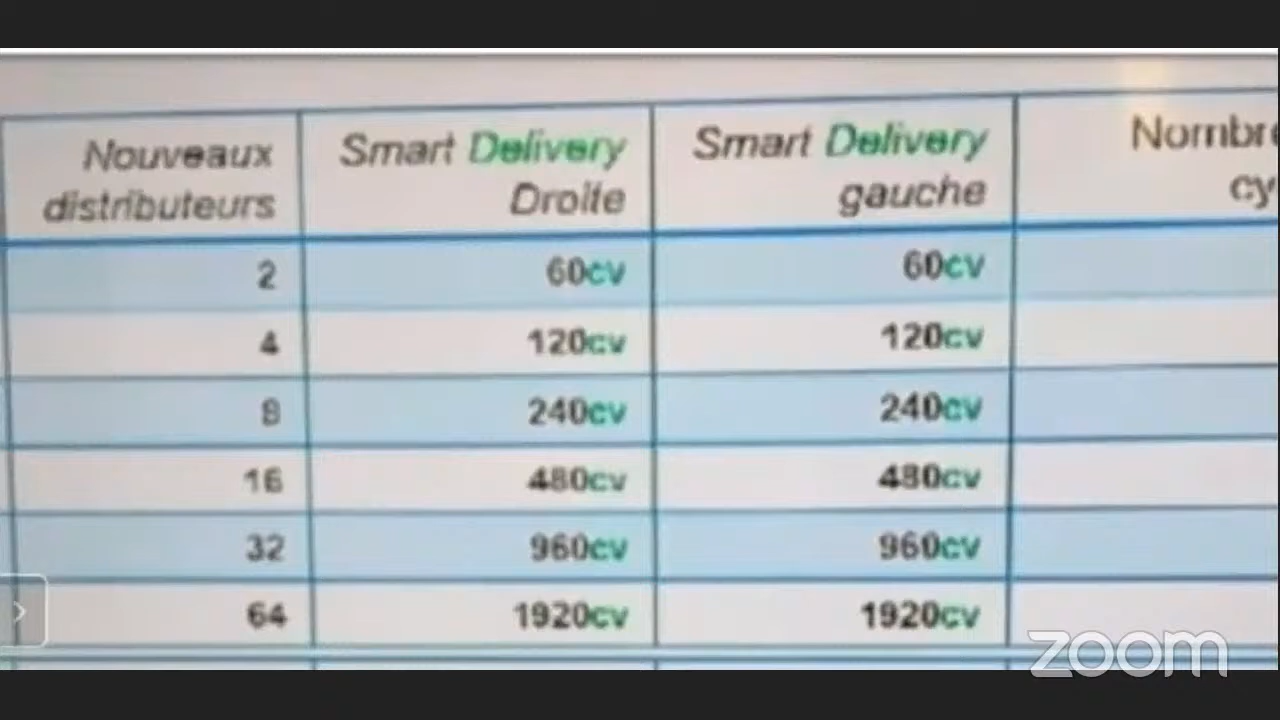 Nouveaux distributeurs Smart Delivery Droite Smart Delivery gauche Nombre cy
2 60cv 60cv
4 120cv 120cv
8 240cv 240cv
16 480cv 480cv
32 960cv 960cv
64 1920cv 1920cv
zoom